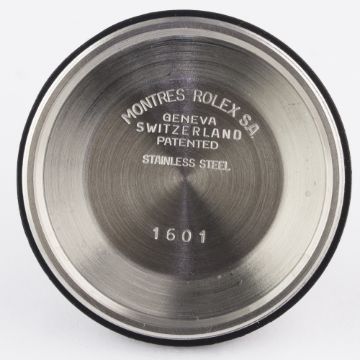 MONTRES ROLEX S.A
GENEVA
SWITZERLAND
PATENTED
STAINLESS STEEL
1601